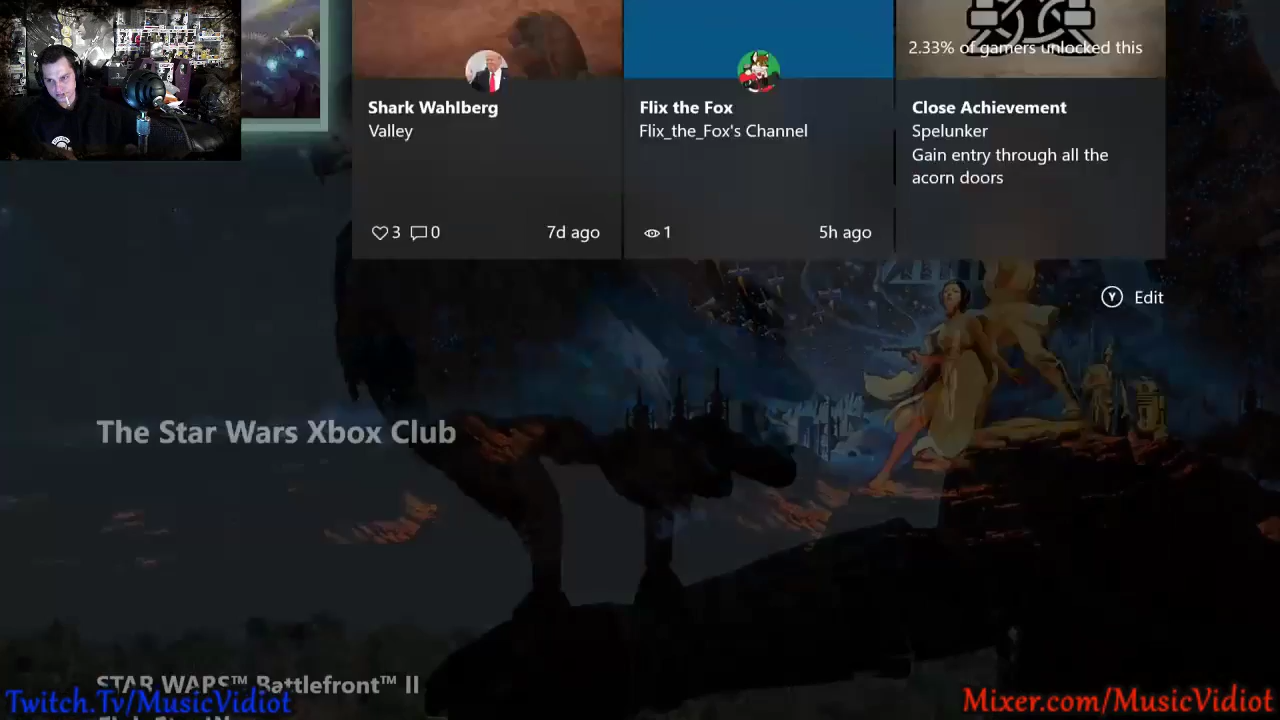 2.33% of gamers unlocked this
Shark Wahlberg
Valley
3 0 7d ago
Flix the Fox
Flix_the_Fox's Channel
1 5h ago
Close Achievement
Spelunker
Gain entry through all the
acorn doors
Y Edit
The Star Wars Xbox Club
STAR WARS™ Battlefront™ II
Twitch.Tv/MusicVidiot
Mixer.com/MusicVidiot